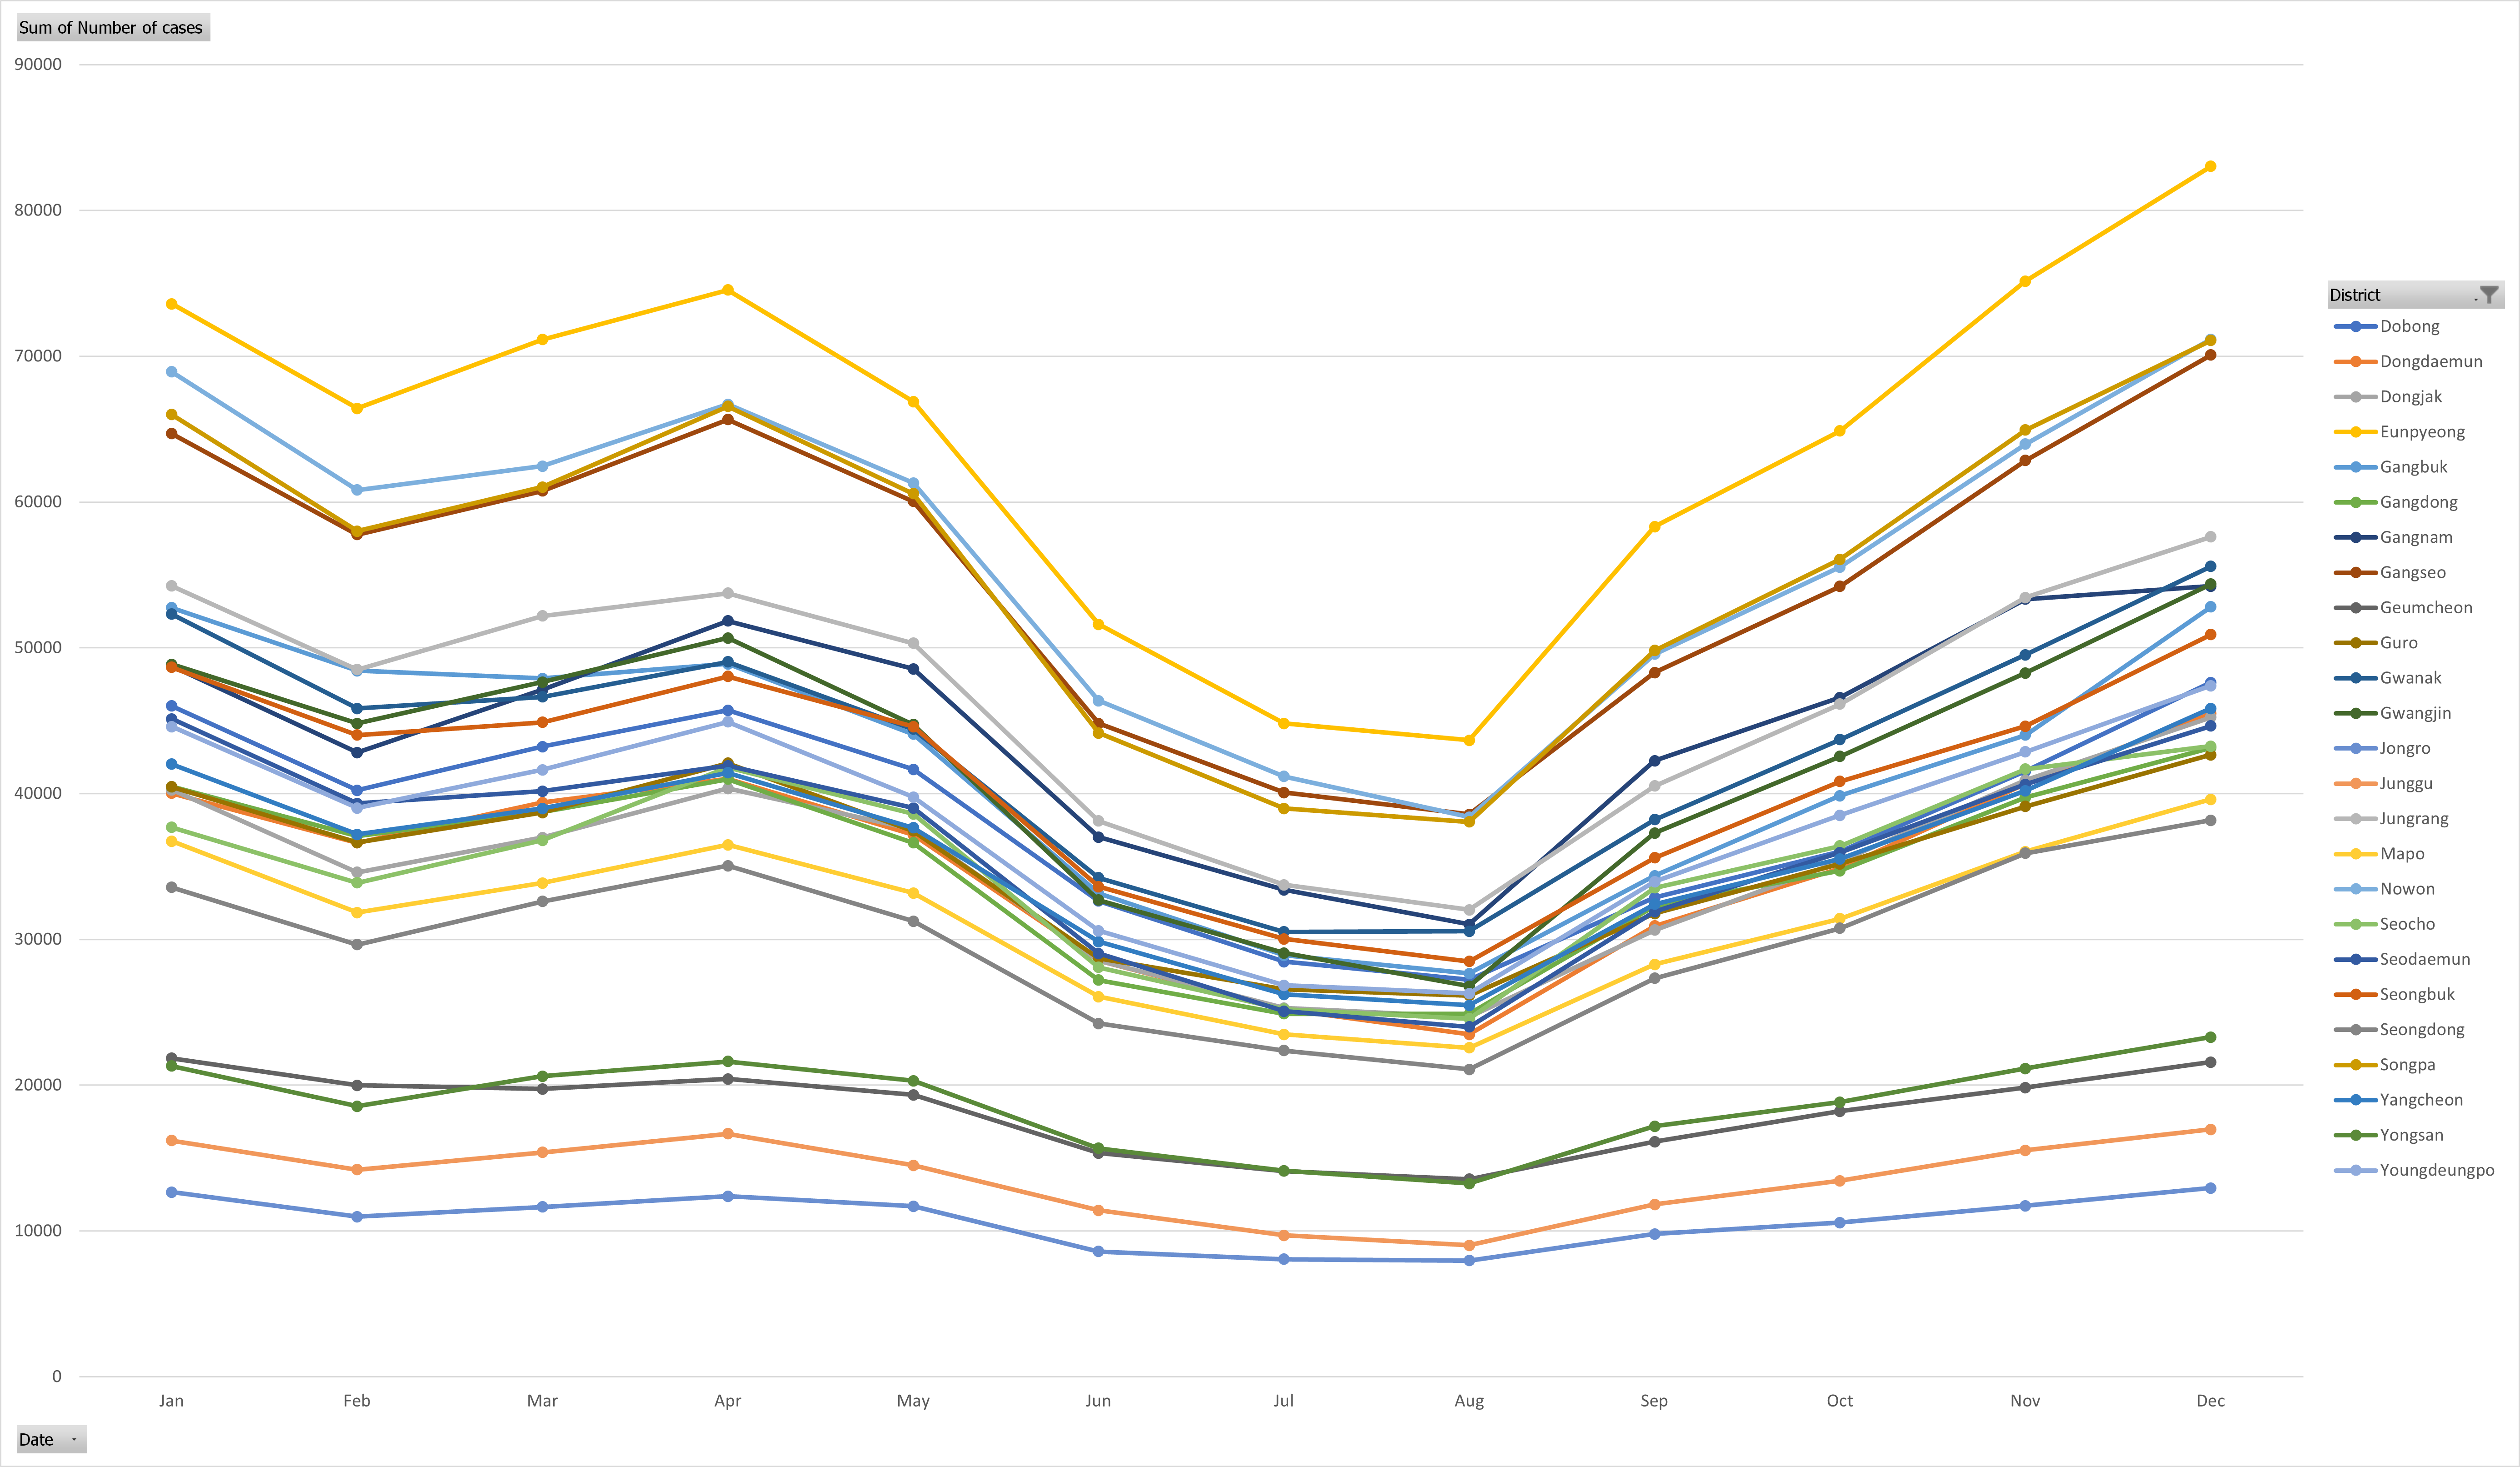 Sum of Number of cases
90000
80000
70000
60000
50000
40000
30000
20000
10000
0
Jan Feb Mar Apr May Jun Jul Aug Sep Oct Nov Dec
Date
District
Dobong
Dongdaemun
Dongjak
Eunpyeong
Gangbuk
Gangdong
Gangnam
Gangseo
Geumcheon
Guro
Gwanak
Gwangjin
Jongro
Junggu
Jungrang
Mapo
Nowon
Seocho
Seodaemun
Seongbuk
Seongdong
Songpa
Yangcheon
Yongsan
Youngdeungpo